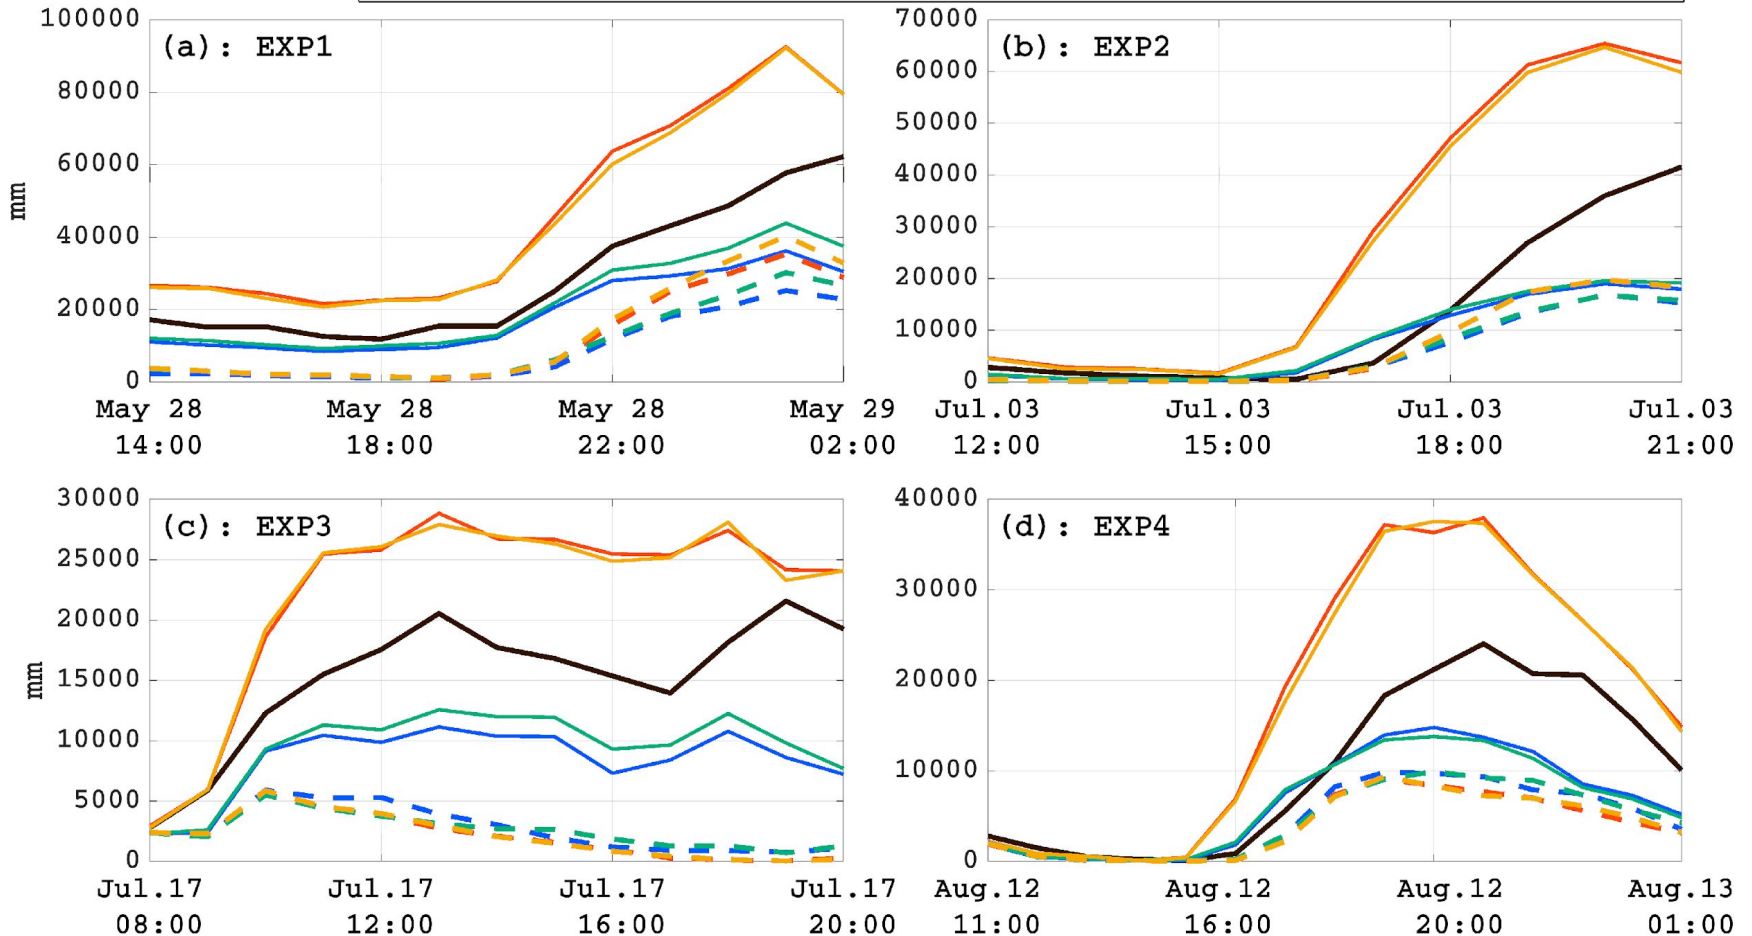 (a): EXP1
100000
80000
60000
40000
20000
0
mm
May 28 May 28 May 28 May 29
14:00 18:00 22:00 02:00
(b): EXP2
70000
60000
50000
40000
30000
20000
10000
0
Jul.03 Jul.03 Jul.03 Jul.03
12:00 15:00 18:00 21:00
(c): EXP3
30000
25000
20000
15000
10000
5000
0
mm
Jul.17 Jul.17 Jul.17 Jul.17
08:00 12:00 16:00 20:00
(d): EXP4
40000
30000
20000
10000
0
Aug.12 Aug.12 Aug.12 Aug.13
11:00 16:00 20:00 01:00